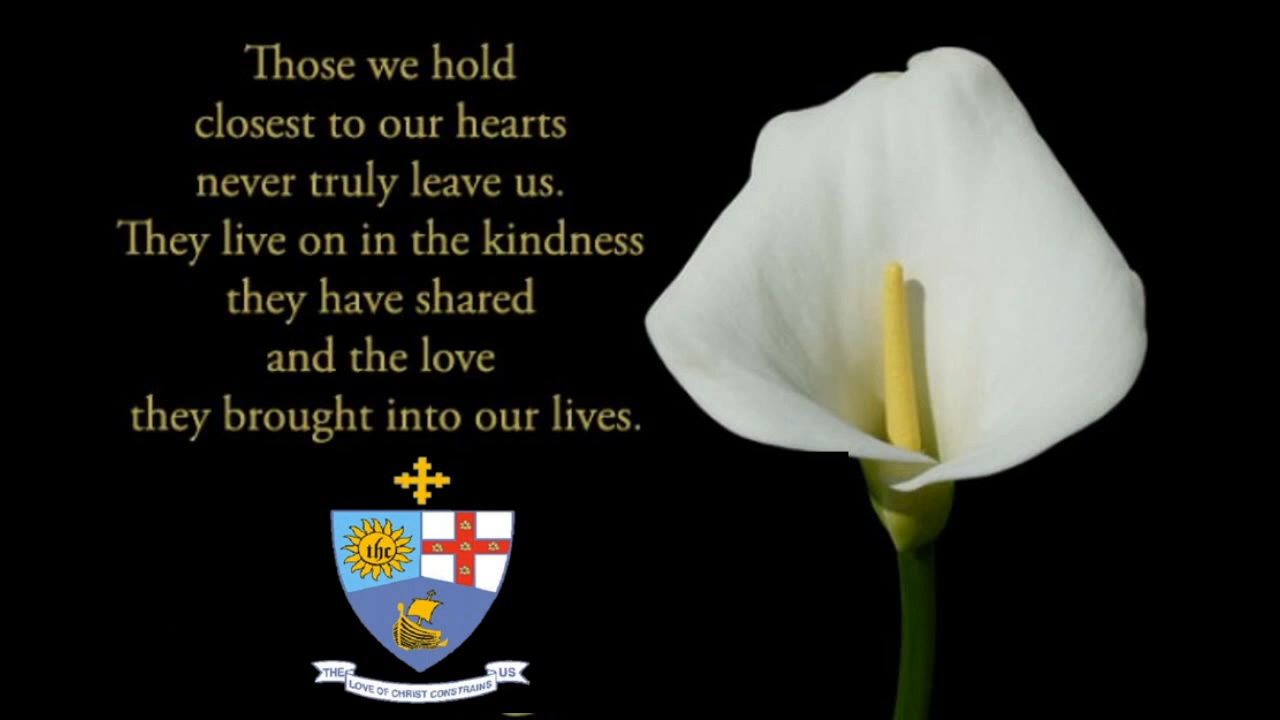 Those we hold
closest to our hearts
never truly leave us.
They live on in the kindness
they have shared
and the love
they brought into our lives.
ihc
THE LOVE OF CHRIST CONSTRAINS US